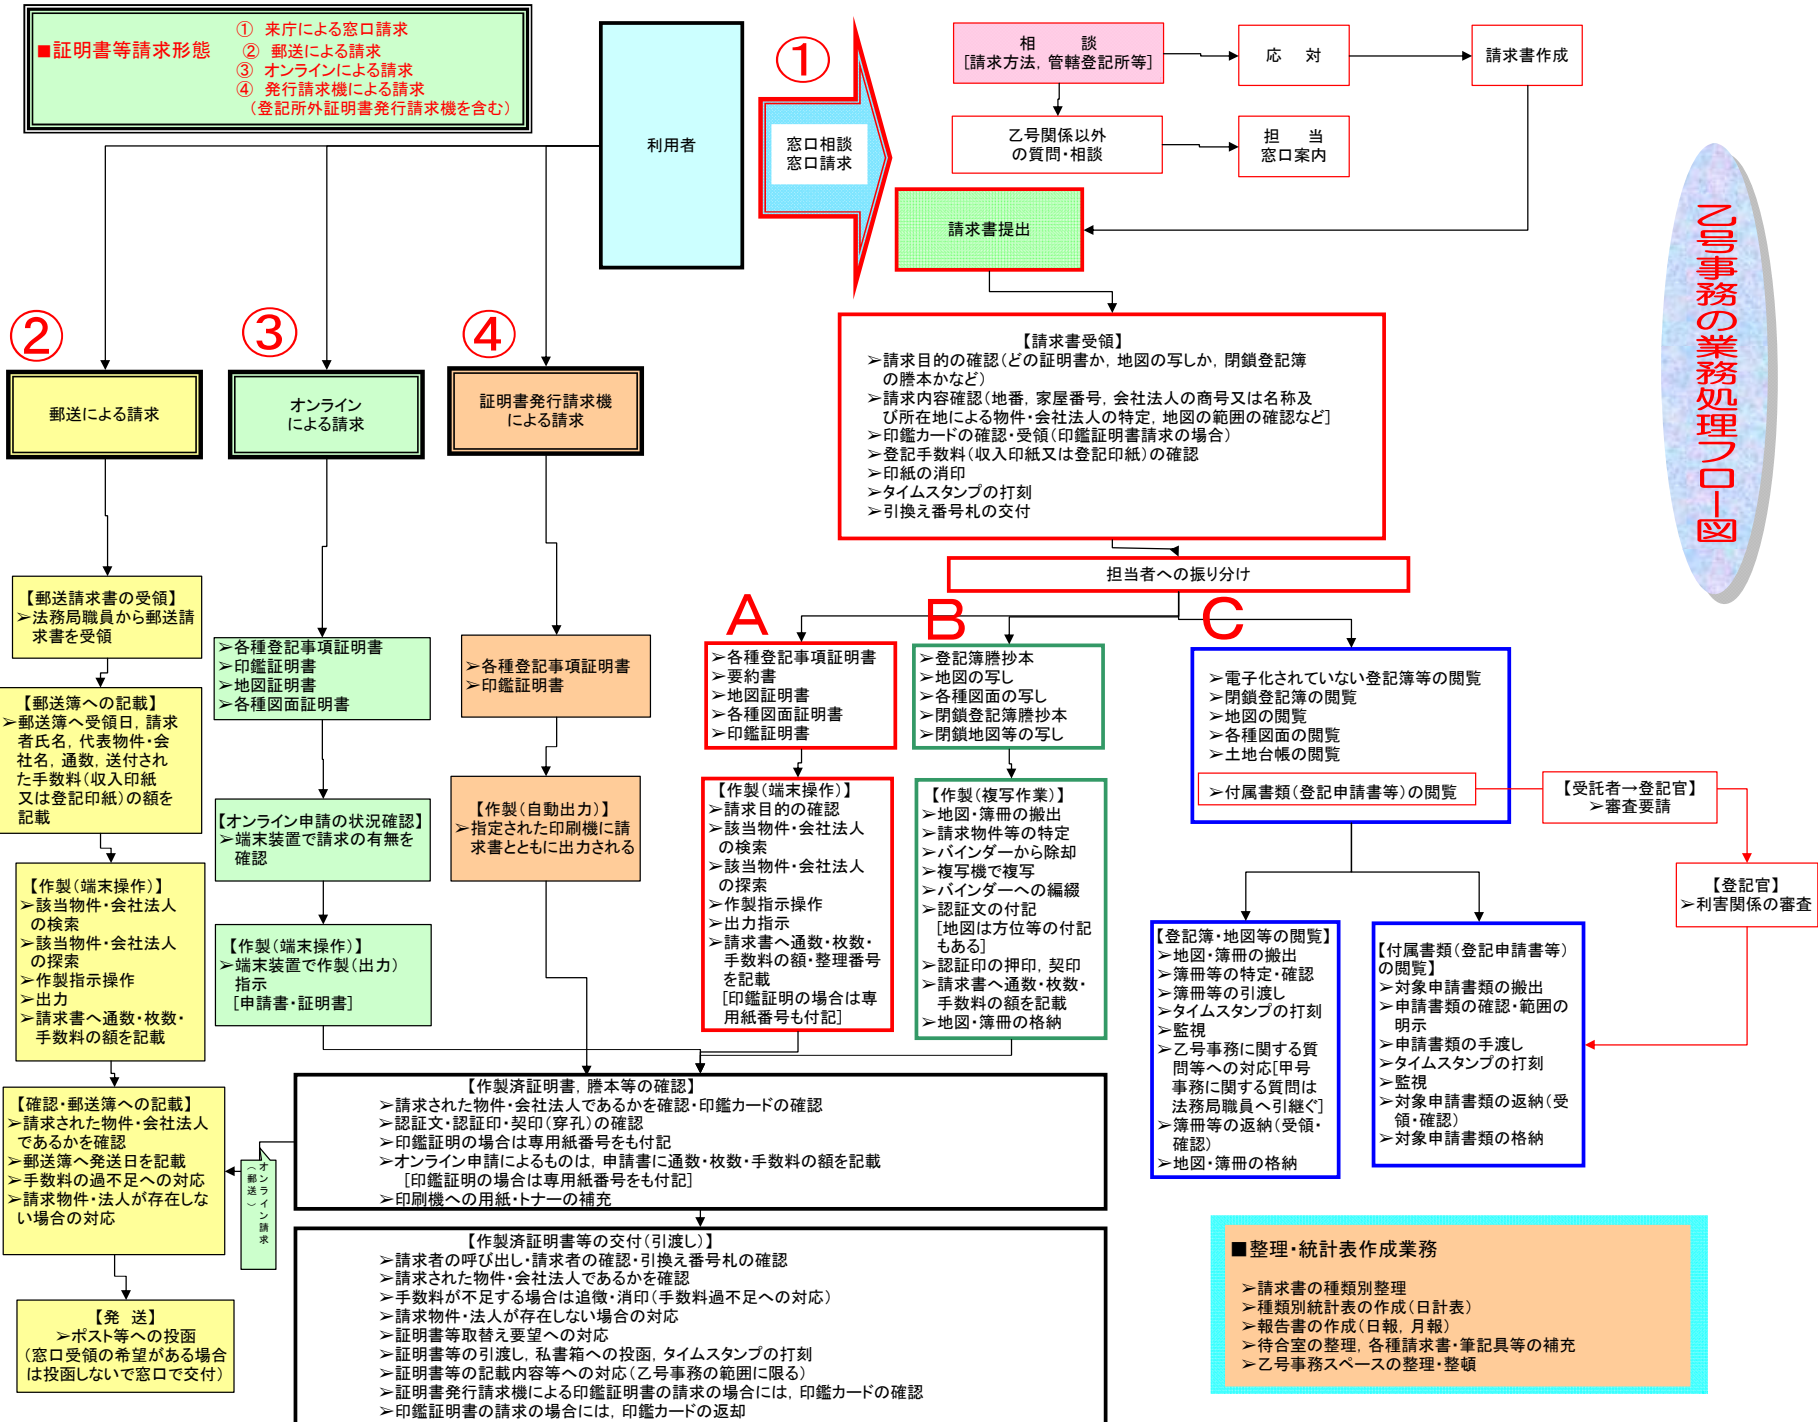 ■証明書等請求形態
① 来庁による窓口請求
② 郵送による請求
③ オンラインによる請求
④ 発行請求機による請求
（登記所外証明書発行請求機を含む）
利用者
①
窓口相談
窓口請求
相　談
[請求方法，管轄登記所等]
応　対
請求書作成
乙号関係以外
の質問・相談
担　当
窓口案内
請求書提出
乙号事務の業務処理フロー図
②
③
④
郵送による請求
オンライン
による請求
証明書発行請求機
による請求
【請求書受領】
➢請求目的の確認（どの証明書か，地図の写しか，閉鎖登記簿
の謄本かなど）
➢請求内容確認（地番，家屋番号，会社法人の商号又は名称及
び所在地による物件・会社法人の特定，地図の範囲の確認など]
➢印鑑カードの確認・受領（印鑑証明書請求の場合）
➢登記手数料（収入印紙又は登記印紙）の確認
➢印紙の消印
➢タイムスタンプの打刻
➢引換え番号札の交付
担当者への振り分け
【郵送請求書の受領】
➢法務局職員から郵送請
求書を受領
【郵送簿への記載】
➢郵送簿へ受領日，請求
者氏名，代表物件・会
社名，通数，送付され
た手数料（収入印紙
又は登記印紙）の額を
記載
【作製（端末操作）】
➢該当物件・会社法人
の検索
➢該当物件・会社法人
の探索
➢作製指示操作
➢出力
➢請求書へ通数・枚数・
手数料の額を記載
【確認・郵送簿への記載】
➢請求された物件・会社法人
であるかを確認
➢郵送簿へ発送日を記載
➢手数料の過不足への対応
➢請求物件・法人が存在しな
い場合の対応
【発　送】
➢ポスト等への投函
（窓口受領の希望がある場合
は投函しないで窓口で交付）
➢各種登記事項証明書
➢印鑑証明書
➢地図証明書
➢各種図面証明書
【オンライン申請の状況確認】
➢端末装置で請求の有無を
確認
【作製（端末操作）】
➢端末装置で作製（出力）
指示
[申請書・証明書]
オンライン請求
（郵送）
➢各種登記事項証明書
➢印鑑証明書
【作製（自動出力）】
➢指定された印刷機に請
求書とともに出力される
A
➢各種登記事項証明書
➢要約書
➢地図証明書
➢各種図面証明書
➢印鑑証明書
【作製（端末操作）】
➢請求目的の確認
➢該当物件・会社法人
の検索
➢該当物件・会社法人
の探索
➢作製指示操作
➢出力指示
➢請求書へ通数・枚数・
手数料の額・整理番号
を記載
[印鑑証明の場合は専
用紙番号も付記]
B
➢登記簿謄抄本
➢地図の写し
➢各種図面の写し
➢閉鎖登記簿謄抄本
➢閉鎖地図等の写し
【作製（複写作業）】
➢地図・簿冊の搬出
➢請求物件等の特定
➢バインダーから除却
➢複写機で複写
➢バインダーへの編綴
➢認証文の付記
[地図は方位等の付記
もある]
➢認証印の押印，契印
➢請求書へ通数・枚数・
手数料の額を記載
➢地図・簿冊の格納
C
➢電子化されていない登記簿等の閲覧
➢閉鎖登記簿の閲覧
➢地図の閲覧
➢各種図面の閲覧
➢土地台帳の閲覧
➢付属書類（登記申請書等）の閲覧
【受託者→登記官】
➢審査要請
【登記官】
➢利害関係の審査
【登記簿・地図等の閲覧】
➢地図・簿冊の搬出
➢簿冊等の特定・確認
➢簿冊等の引渡し
➢タイムスタンプの打刻
➢監視
➢乙号事務に関する質
問等への対応[甲号
事務に関する質問は
法務局職員へ引継ぐ]
➢簿冊等の返納（受領・
確認）
➢地図・簿冊の格納
【付属書類（登記申請書等）
の閲覧】
➢対象申請書類の搬出
➢申請書類の確認・範囲の
明示
➢申請書類の手渡し
➢タイムスタンプの打刻
➢監視
➢対象申請書類の返納（受
領・確認）
➢対象申請書類の格納
【作製済証明書，謄本等の確認】
➢請求された物件・会社法人であるかを確認・印鑑カードの確認
➢認証文・認証印・契印（穿孔）の確認
➢印鑑証明の場合は専用紙番号をも付記
➢オンライン申請によるものは，申請書に通数・枚数・手数料の額を記載
[印鑑証明の場合は専用紙番号をも付記]
➢印刷機への用紙・トナーの補充
【作製済証明書等の交付（引渡し）】
➢請求者の呼び出し・請求者の確認・引換え番号札の確認
➢請求された物件・会社法人であるかを確認
➢手数料が不足する場合は追徴・消印（手数料過不足への対応）
➢請求物件・法人が存在しない場合の対応
➢証明書等取替え要望への対応
➢証明書等の引渡し，私書箱への投函，タイムスタンプの打刻
➢証明書等の記載内容等への対応（乙号事務の範囲に限る）
➢証明書発行請求機による印鑑証明書の請求の場合には，印鑑カードの確認
➢印鑑証明書の請求の場合には，印鑑カードの返却
■整理・統計表作成業務
➢請求書の種類別整理
➢種類別統計表の作成（日計表）
➢報告書の作成（日報，月報）
➢待合室の整理，各種請求書・筆記具等の補充
➢乙号事務スペースの整理・整頓